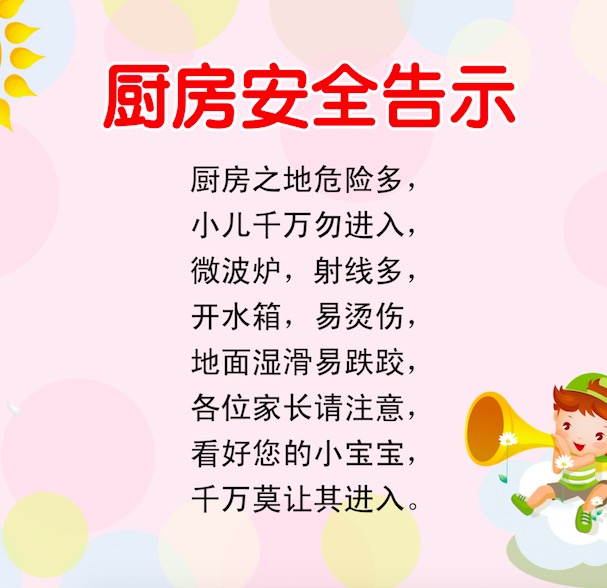 厨房安全告示
厨房之地危险多，
小儿千万勿进入，
微波炉，射线多，
开水箱，易烫伤，
地面湿滑易跌跤，
各位家长请注意，
看好您的小宝宝，
千万莫让其进入。